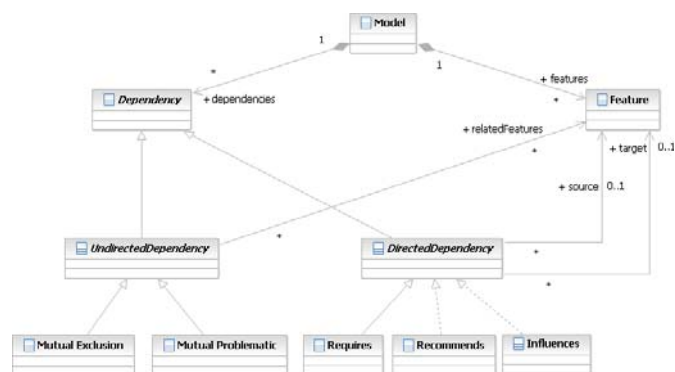 Model
1
1
*
+ features
Dependency
+ dependencies
*
Feature
+ relatedFeatures
*
+ target
0..1
+ source
0..1
UndirectedDependency
*
DirectedDependency
*
*
Mutual Exclusion
Mutual Problematic
Requires
Recommends
Influences